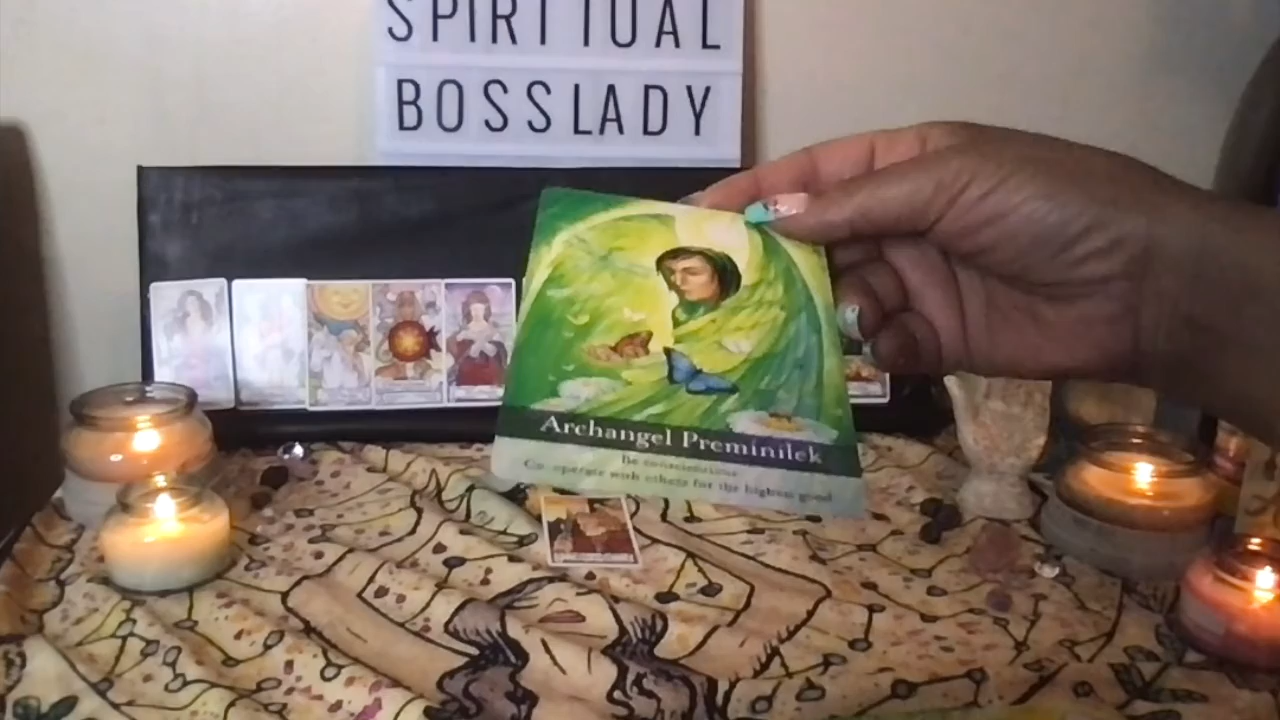 SPIRITUAL
BOSSLADY
Archangel Preminilek
Be conscientious
Co-operate with others for the highest good